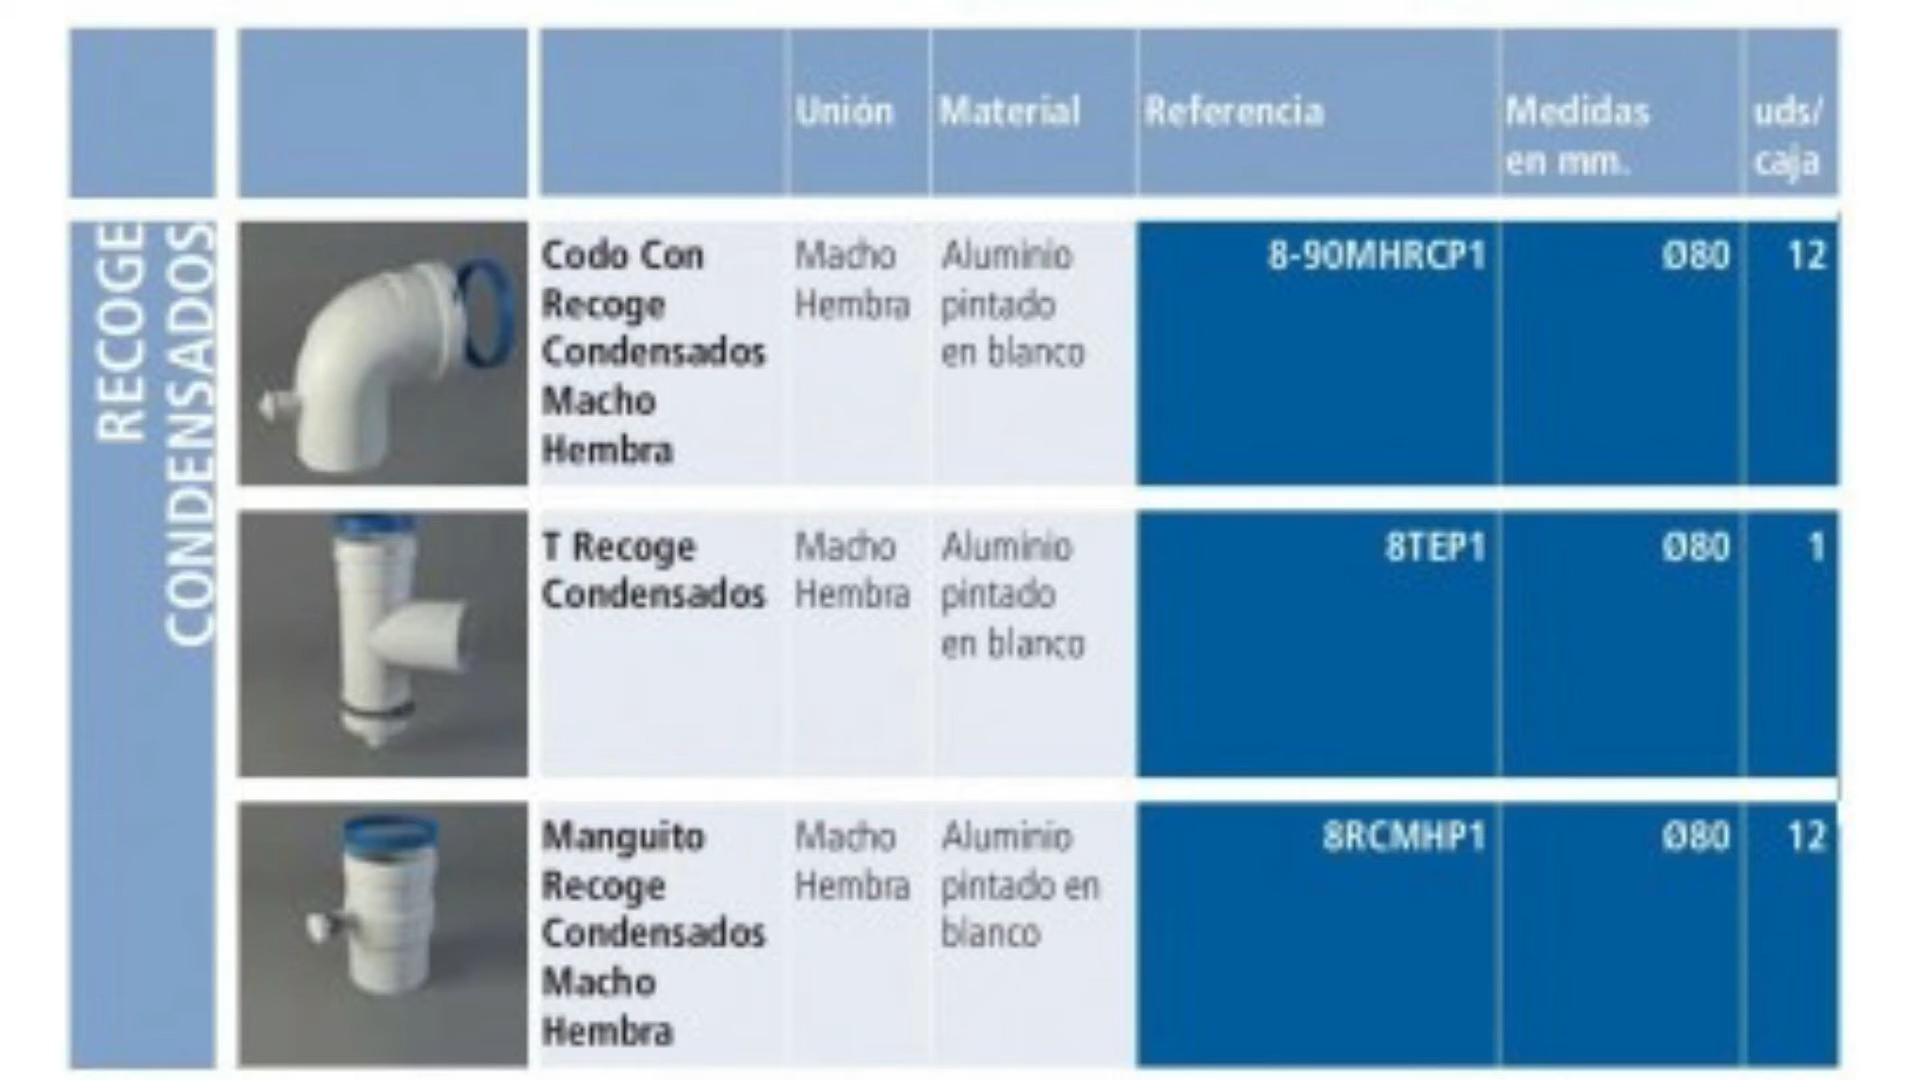 Unión
Material
Referencia
Medidas
en mm.
uds/
caja
RECOGE
CONDENSADOS
Codo Con
Recoge
Condensados
Macho
Hembra
Macho
Hembra
Aluminio
pintado
en blanco
8-90MHRCP1
Ø80
12
T Recoge
Condensados
Macho
Hembra
Aluminio
pintado
en blanco
8TEP1
Ø80
1
Manguito
Recoge
Condensados
Macho
Hembra
Macho
Hembra
Aluminio
pintado en
blanco
8RCMHP1
Ø80
12